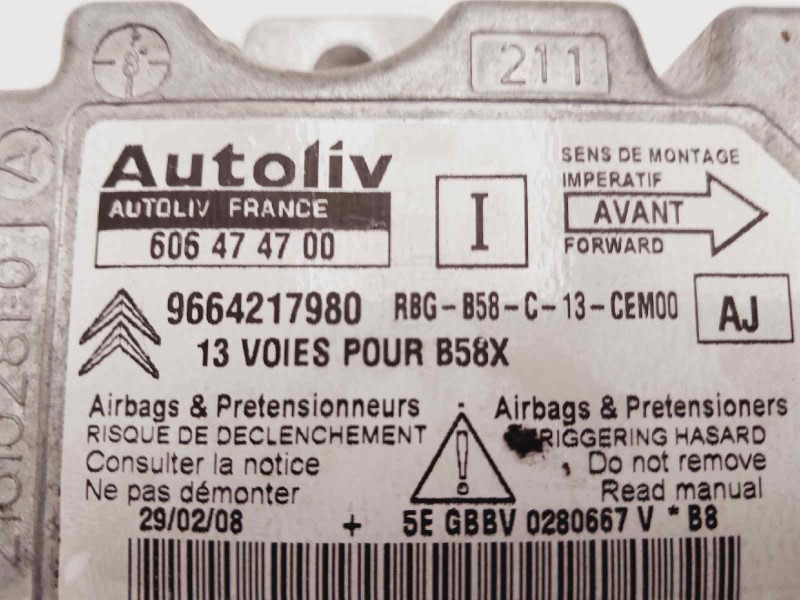 211
A
Autoliv
AUTOLIV FRANCE
606 47 47 00
I
SENS DE MONTAGE
IMPERATIF
AVANT
FORWARD
9664217980 RBG-B58-C-13-CEM00 AJ
13 VOIES POUR B58X
Airbags & Pretensionneurs
RISQUE DE DECLENCHEMENT
Consulter la notice
Ne pas démonter
!
Airbags & Pretensioners
RIGGERING HASARD
Do not remove
Read manual
29/02/08 + 5E GBBV 0280667 V * B8